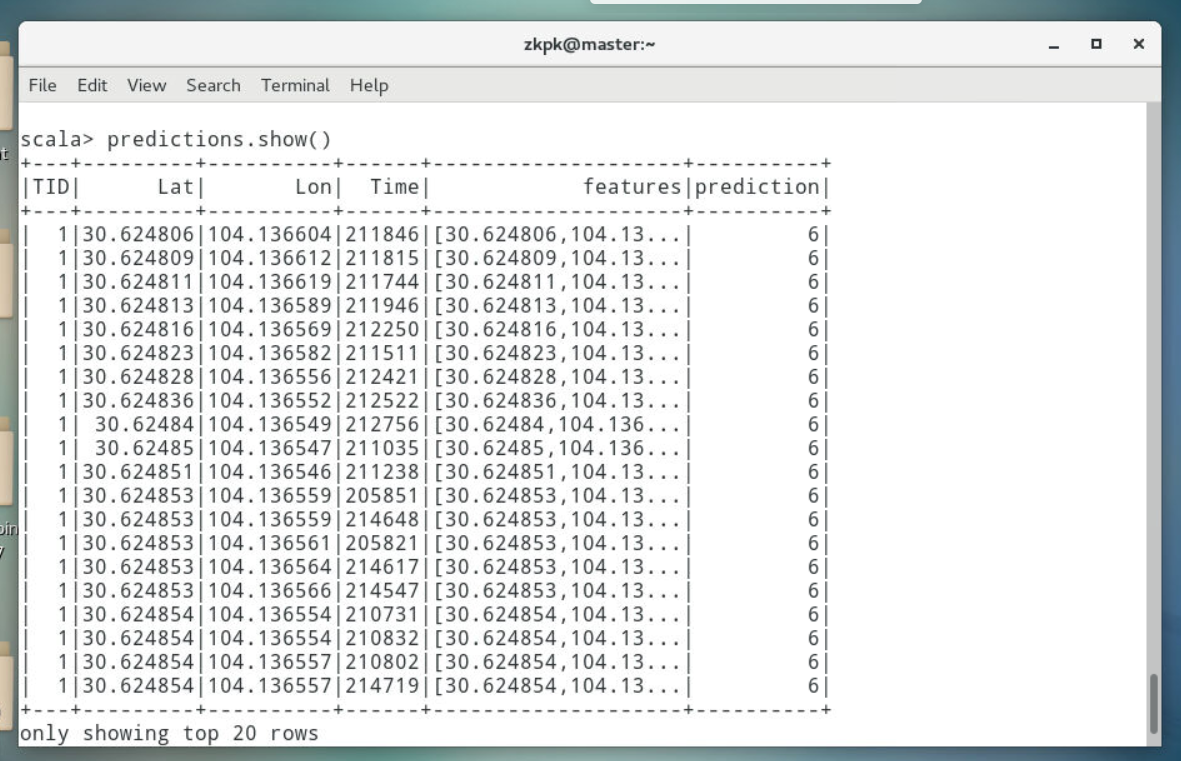 zkpk@master:~
File Edit View Search Terminal Help
scala> predictions.show()
+---+---------+----------+------+--------------------+----------+
|TID|      Lat|       Lon|  Time|            features|prediction|
+---+---------+----------+------+--------------------+----------+
|  1|30.624806|104.136604|211846|[30.624806,104.13...|         6|
|  1|30.624809|104.136612|211815|[30.624809,104.13...|         6|
|  1|30.624811|104.136619|211744|[30.624811,104.13...|         6|
|  1|30.624813|104.136589|211946|[30.624813,104.13...|         6|
|  1|30.624816|104.136569|212250|[30.624816,104.13...|         6|
|  1|30.624823|104.136582|211511|[30.624823,104.13...|         6|
|  1|30.624828|104.136556|212421|[30.624828,104.13...|         6|
|  1|30.624836|104.136552|212522|[30.624836,104.13...|         6|
|  1| 30.62484|104.136549|212756|[30.62484,104.136...|         6|
|  1| 30.62485|104.136547|211035|[30.62485,104.136...|         6|
|  1|30.624851|104.136546|211238|[30.624851,104.13...|         6|
|  1|30.624853|104.136559|205851|[30.624853,104.13...|         6|
|  1|30.624853|104.136559|214648|[30.624853,104.13...|         6|
|  1|30.624853|104.136561|205821|[30.624853,104.13...|         6|
|  1|30.624853|104.136564|214617|[30.624853,104.13...|         6|
|  1|30.624853|104.136566|214547|[30.624853,104.13...|         6|
|  1|30.624854|104.136554|210731|[30.624854,104.13...|         6|
|  1|30.624854|104.136554|210832|[30.624854,104.13...|         6|
|  1|30.624854|104.136557|210802|[30.624854,104.13...|         6|
|  1|30.624854|104.136557|214719|[30.624854,104.13...|         6|
+---+---------+----------+------+--------------------+----------+
only showing top 20 rows